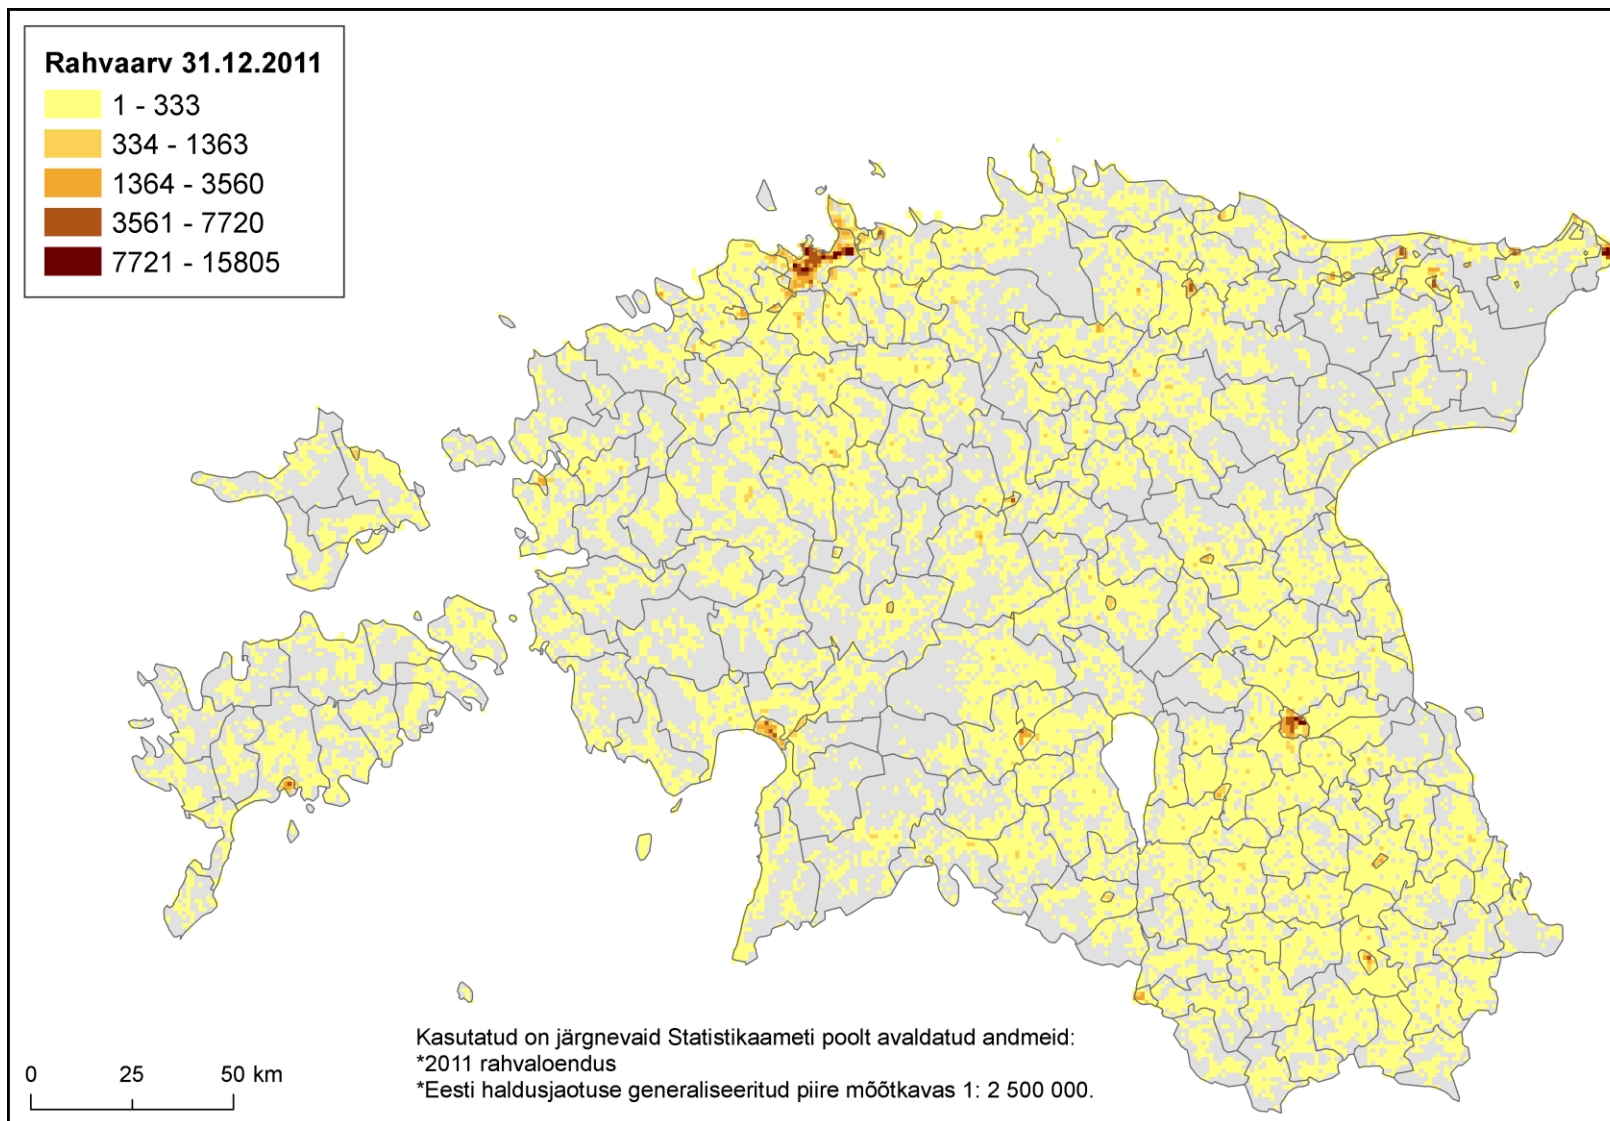 Rahvaarv 31.12.2011
1 - 333
334 - 1363
1364 - 3560
3561 - 7720
7721 - 15805
Kasutatud on järgnevaid Statistikaameti poolt avaldatud andmeid:
*2011 rahvaloendus
*Eesti haldusjaotuse generaliseeritud piire mõõtkavas 1: 2 500 000.
0 25 50 km